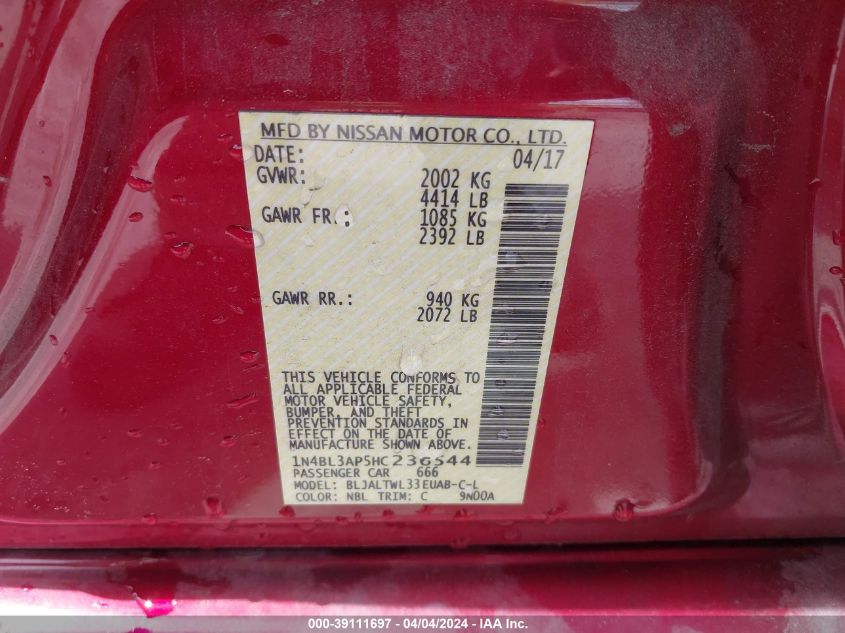 MFD BY NISSAN MOTOR CO., LTD.
DATE: 04/17
GVWR: 2002 KG
4414 LB
GAWR FR.: 1085 KG
2392 LB
GAWR RR.: 940 KG
2072 LB
THIS VEHICLE CONFORMS TO
ALL APPLICABLE FEDERAL
MOTOR VEHICLE SAFETY,
BUMPER, AND THEFT
PREVENTION STANDARDS
IN EFFECT ON THE DATE OF
MANUFACTURE SHOWN ABOVE.
1N4BL3AP5HC236544
PASSENGER CAR 666
MODEL: BLJALTWL33EUAB-C-L
COLOR: NBL TRIM: C 9N00A
000-39111697 - 04/04/2024 - IAA Inc.